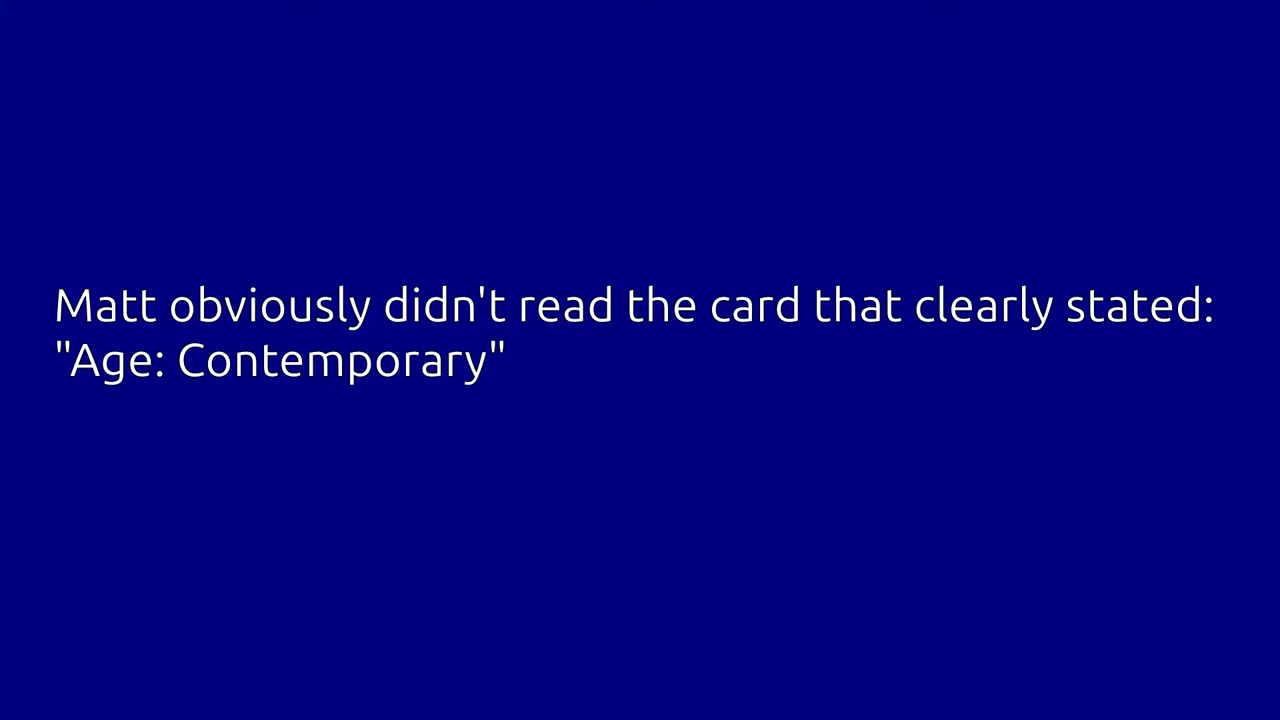 Matt obviously didn't read the card that clearly stated:
"Age: Contemporary"